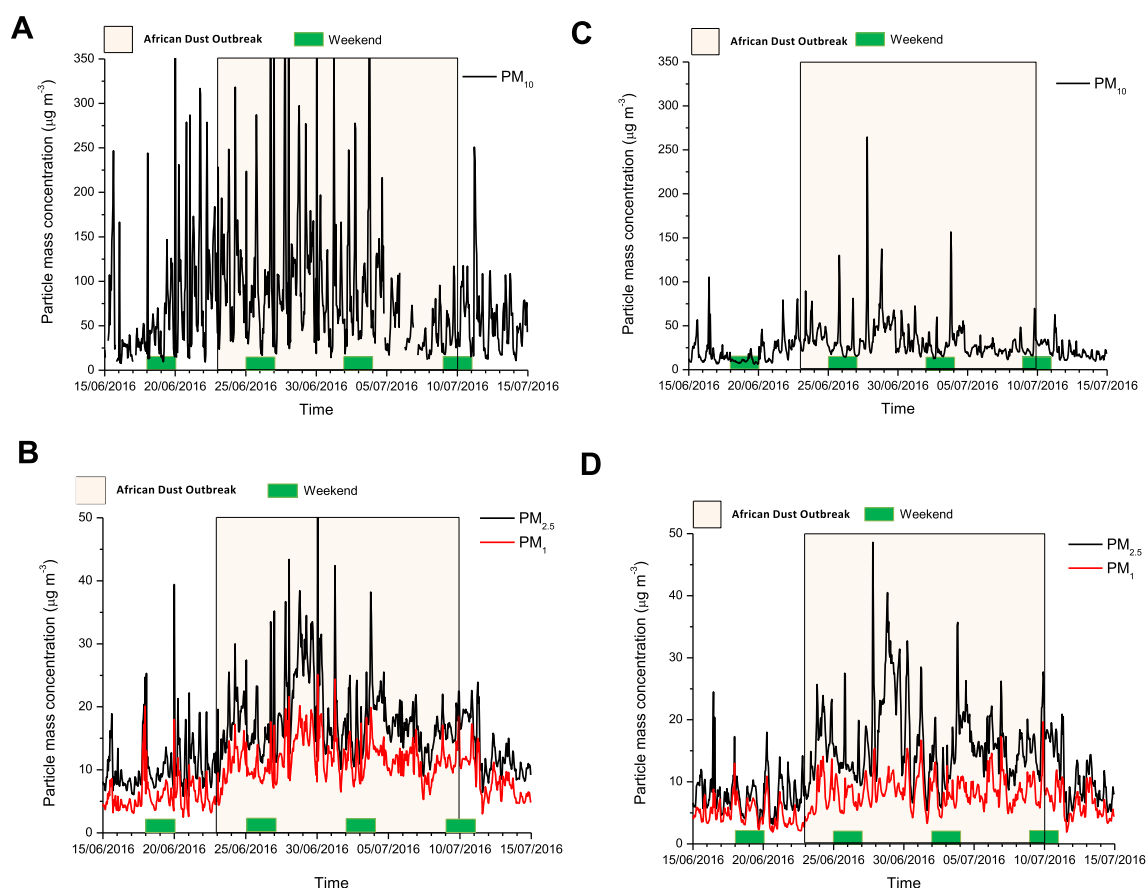 A
African Dust Outbreak
Weekend
PM10
Particle mass concentration (μg m-3)
350
300
250
200
150
100
50
0
15/06/2016 20/06/2016 25/06/2016 30/06/2016 05/07/2016 10/07/2016 15/07/2016
Time
C
African Dust Outbreak
Weekend
PM10
Particle mass concentration (μg m-3)
350
300
250
200
150
100
50
0
15/06/2016 20/06/2016 25/06/2016 30/06/2016 05/07/2016 10/07/2016 15/07/2016
Time
B
African Dust Outbreak
Weekend
PM2.5
PM1
Particle mass concentration (μg m-3)
50
40
30
20
10
0
15/06/2016 20/06/2016 25/06/2016 30/06/2016 05/07/2016 10/07/2016 15/07/2016
Time
D
African Dust Outbreak
Weekend
PM2.5
PM1
Particle mass concentration (μg m-3)
50
40
30
20
10
0
15/06/2016 20/06/2016 25/06/2016 30/06/2016 05/07/2016 10/07/2016 15/07/2016
Time